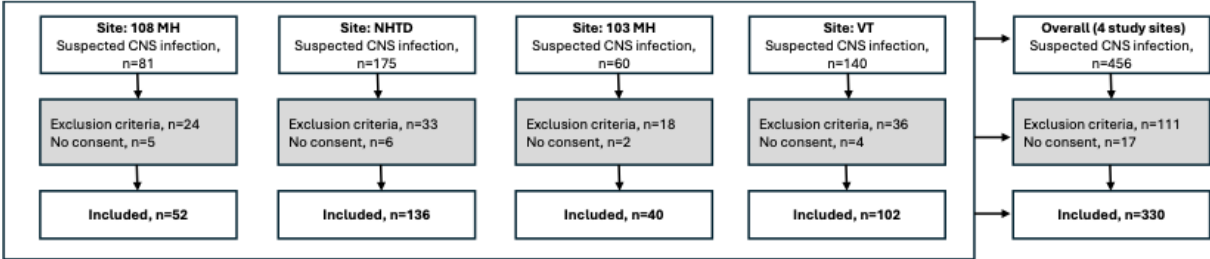 Site: 108 MH
Suspected CNS infection,
n=81
Exclusion criteria, n=24
No consent, n=5
Included, n=52
Site: NHTD
Suspected CNS infection,
n=175
Exclusion criteria, n=33
No consent, n=6
Included, n=136
Site: 103 MH
Suspected CNS infection,
n=60
Exclusion criteria, n=18
No consent, n=2
Included, n=40
Site: VT
Suspected CNS infection,
n=140
Exclusion criteria, n=36
No consent, n=4
Included, n=102
Overall (4 study sites)
Suspected CNS infection,
n=456
Exclusion criteria, n=111
No consent, n=17
Included, n=330